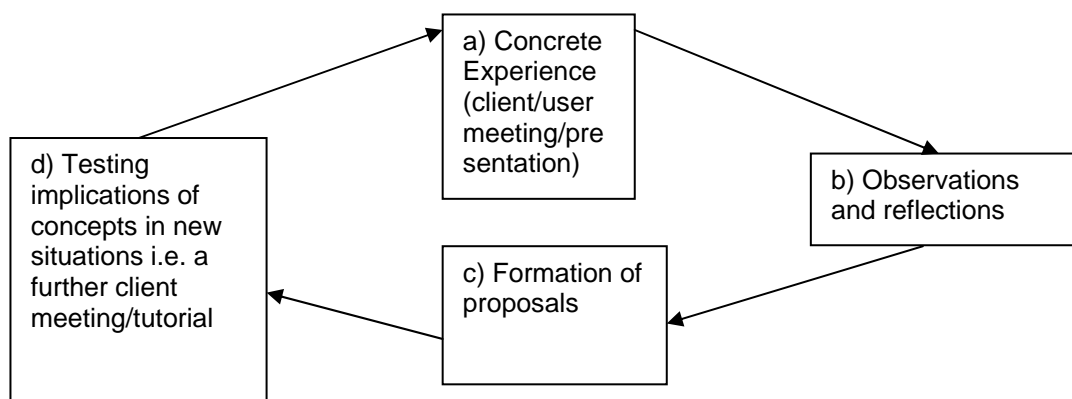 a) Concrete
Experience
(client/user
meeting/pre
sentation)
b) Observations
and reflections
c) Formation of
proposals
d) Testing
implications of
concepts in new
situations i.e. a
further client
meeting/tutorial